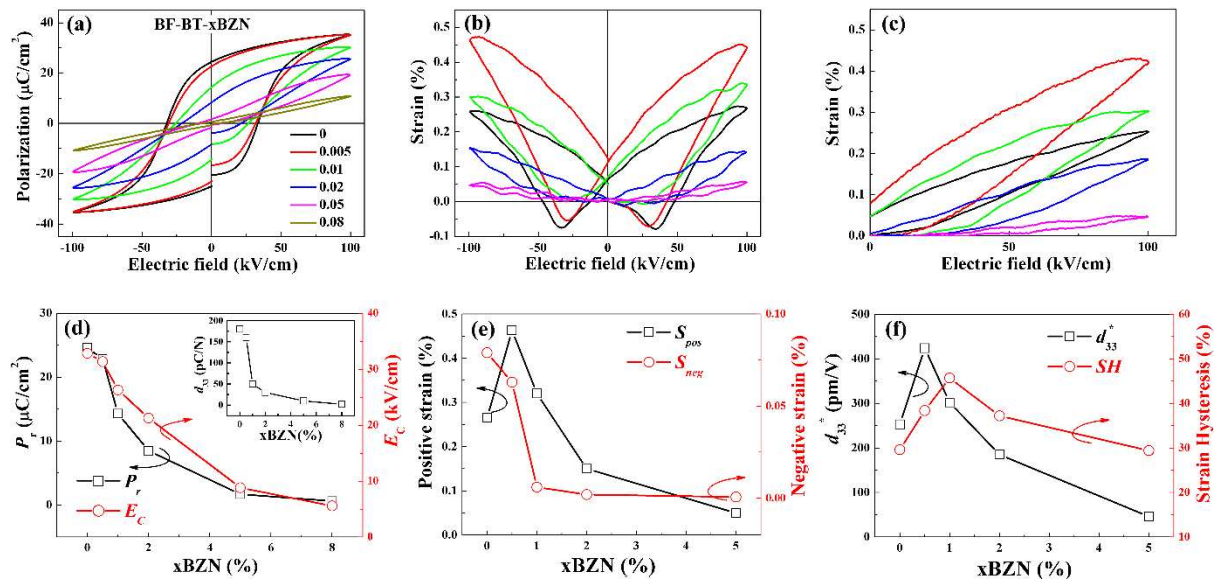 (a)
BF-BT-xBZN
Polarization (μC/cm²)
40
20
0
-20
-40
0
0.005
0.01
0.02
0.05
0.08
-100 -50 0 50 100
Electric field (kV/cm)
(b)
Strain (%)
0.5
0.4
0.3
0.2
0.1
0.0
-0.1
-100 -50 0 50 100
Electric field (kV/cm)
(c)
Strain (%)
0.5
0.4
0.3
0.2
0.1
0.0
0 50 100
Electric field (kV/cm)
(d)
Pr (μC/cm²)
30
20
10
0
d33 (pC/N)
200
150
100
50
0
0 2 4 6 8
xBZN(%)
Pr
EC
40
30
20
10
0
EC (kV/cm)
0 2 4 6 8
xBZN (%)
(e)
Positive strain (%)
0.5
0.4
0.3
0.2
0.1
0.0
Spos
Sneg
0.10
0.05
0.00
Negative strain (%)
0 1 2 3 4 5
xBZN (%)
(f)
d*33 (pm/V)
500
450
400
350
300
250
200
150
100
50
0
d*33
SH
60
50
40
30
20
10
Strain Hysteresis (%)
0 1 2 3 4 5
xBZN (%)